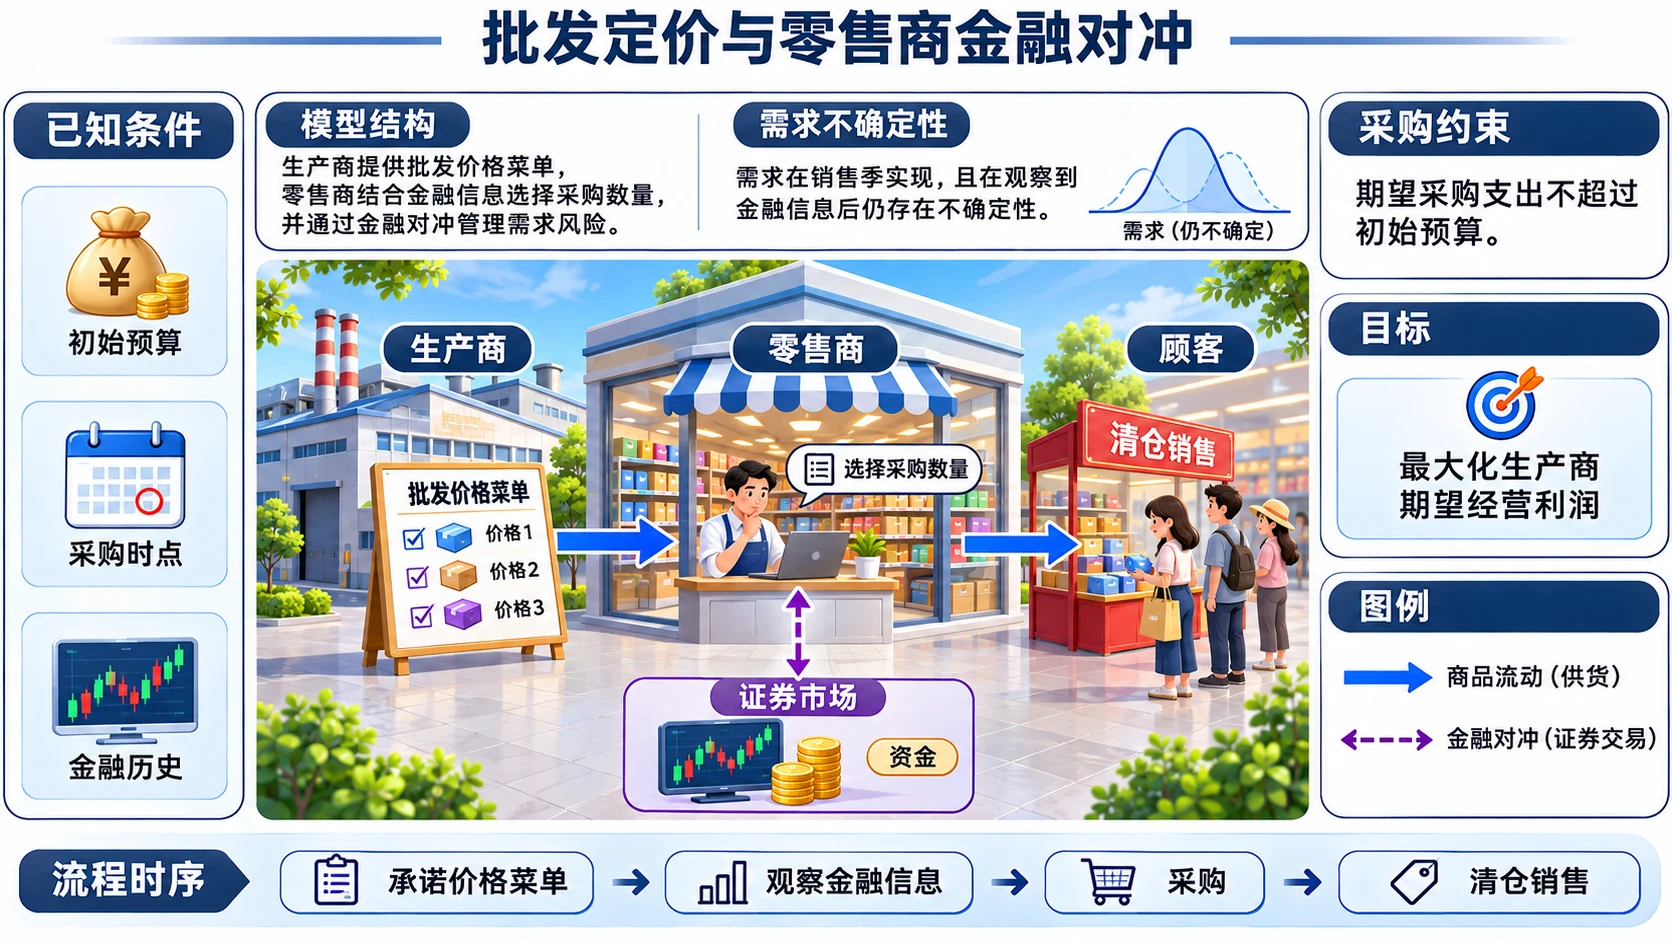 批发定价与零售商金融对冲
已知条件
初始预算
采购时点
金融历史
模型结构
生产商提供批发价格菜单，
零售商结合金融信息选择采购数量，
并通过金融对冲管理需求风险。
需求不确定性
需求在销售季实现，且在观察到
金融信息后仍存在不确定性。
需求（仍不确定）
生产商
零售商
顾客
批发价格菜单
价格1
价格2
价格3
选择采购数量
清仓销售
证券市场
资金
采购约束
期望采购支出不超过
初始预算。
目标
最大化生产商
期望经营利润
图例
商品流动（供货）
金融对冲（证券交易）
流程时序
承诺价格菜单
观察金融信息
采购
清仓销售